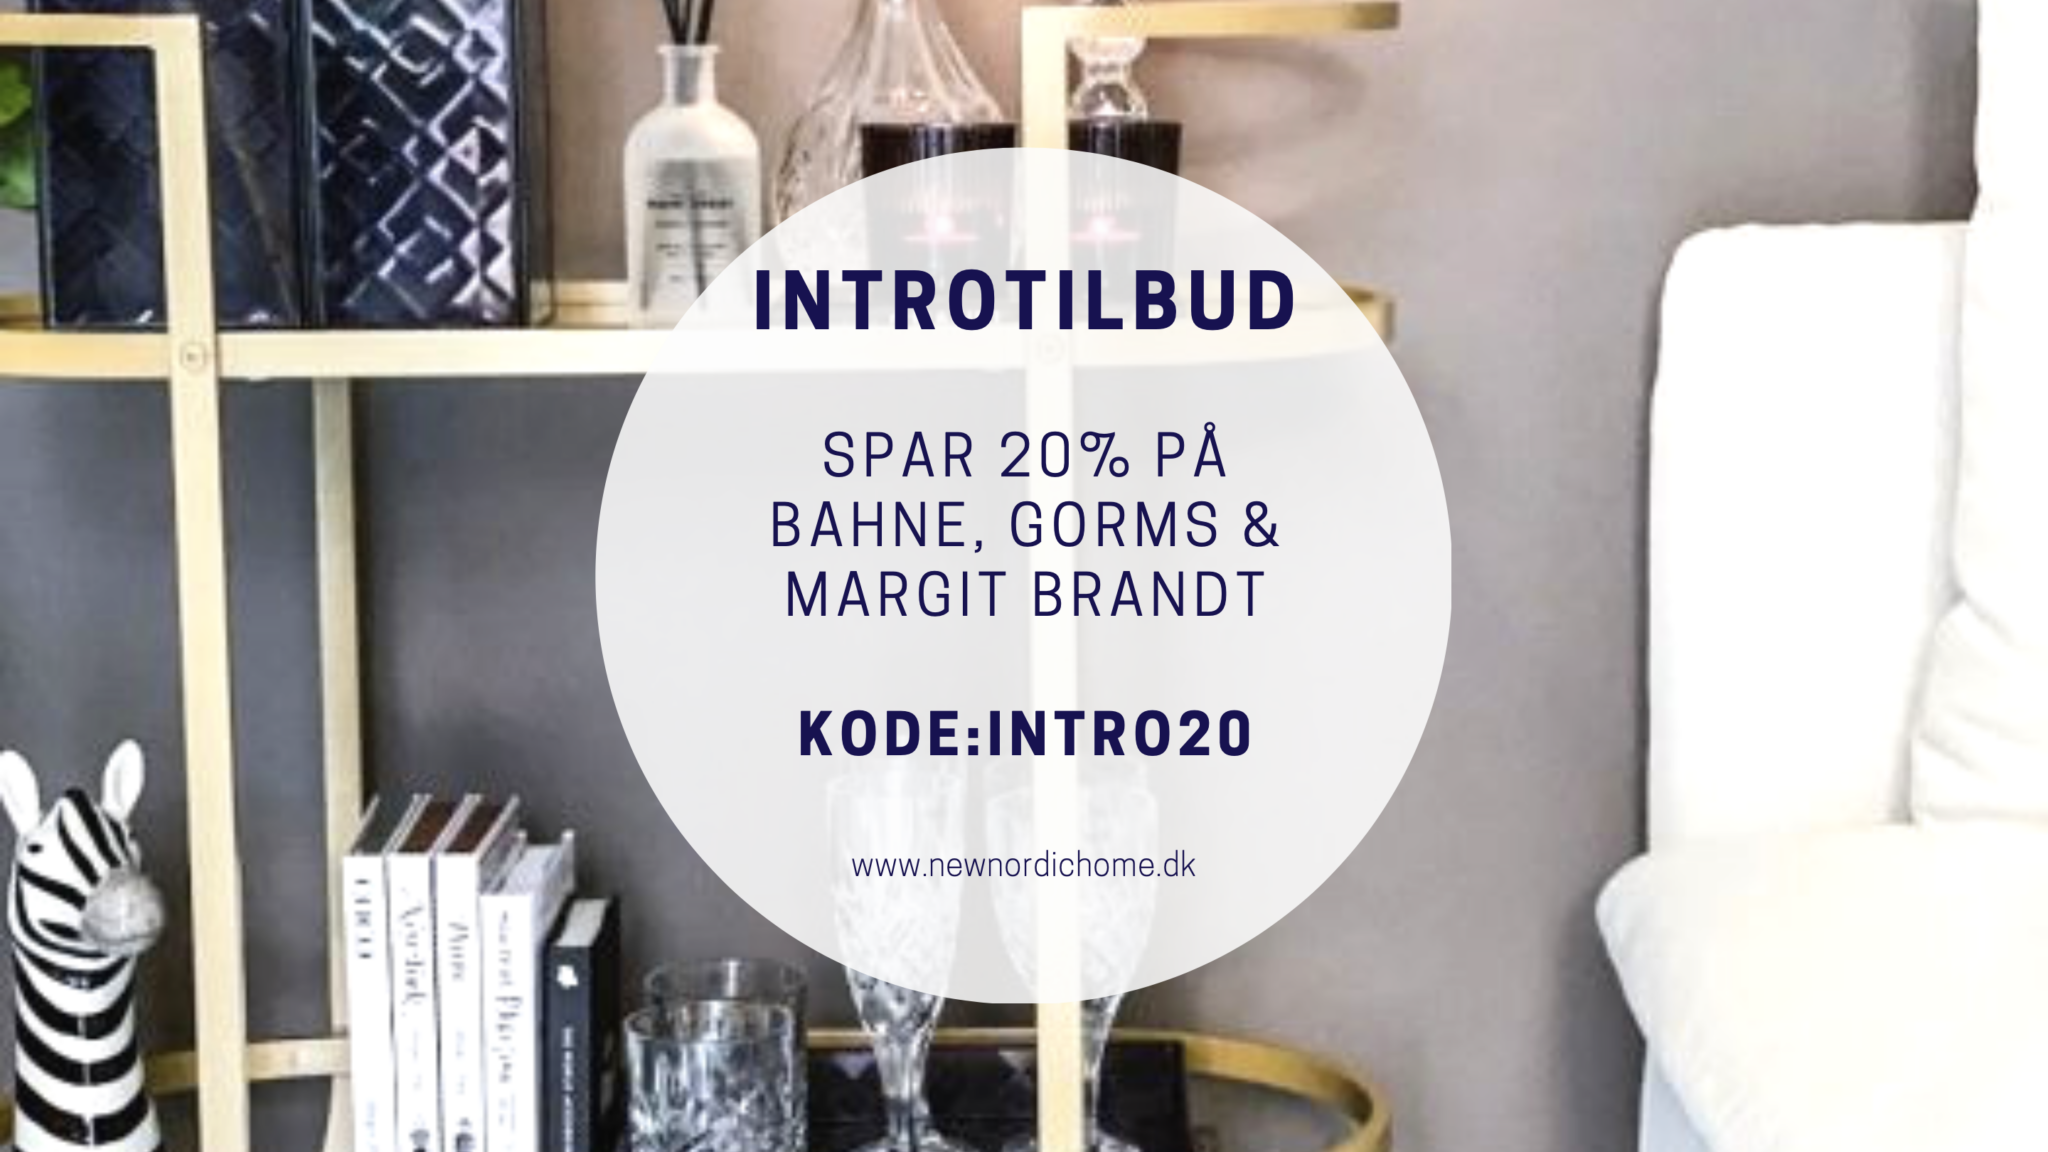 INTROTILBUD
SPAR 20% PÅ
BAHNE, GORMS &
MARGIT BRANDT
KODE:INTRO20
www.newnordichome.dk